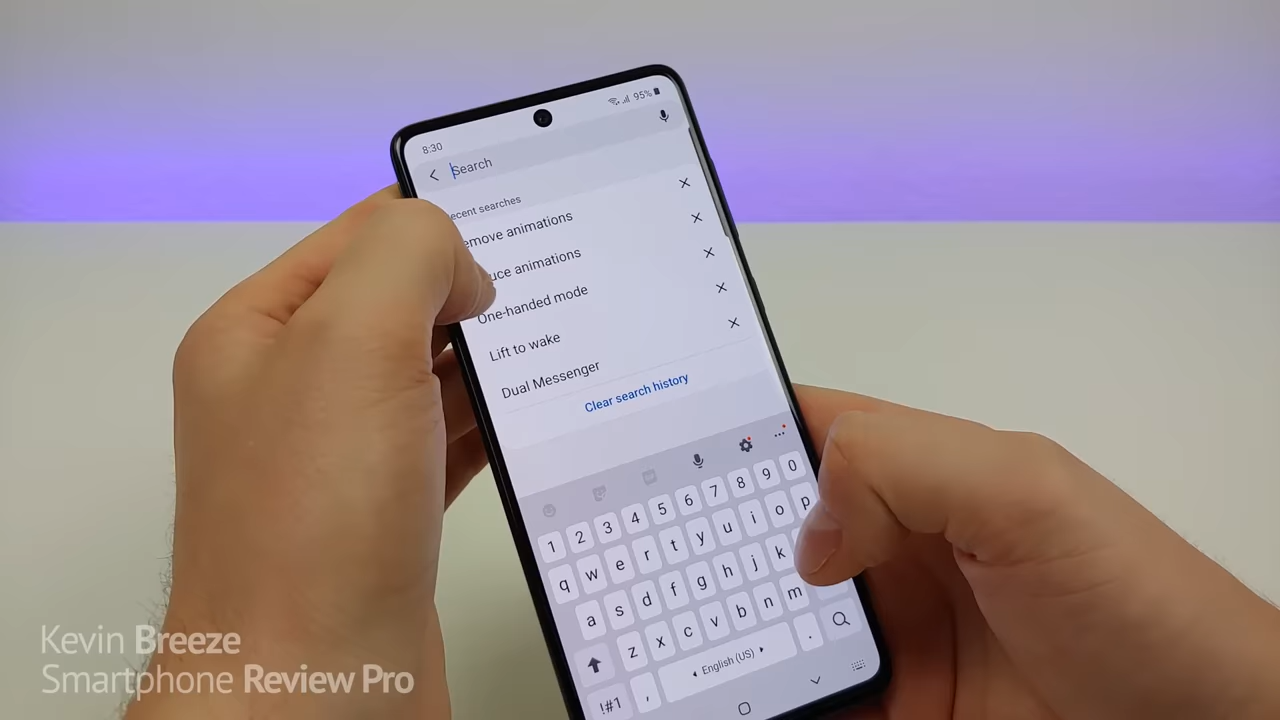 8:30 95%
Search
ecent searches
emove animations
uce animations
One-handed mode
Lift to wake
Dual Messenger
Clear search history
1 2 3 4 5 6 7 8 9 0
q w e r t y u i o p
a s d f g h j k
z x c v b n m
!#1 , English (US) .
Kevin Breeze
Smartphone Review Pro